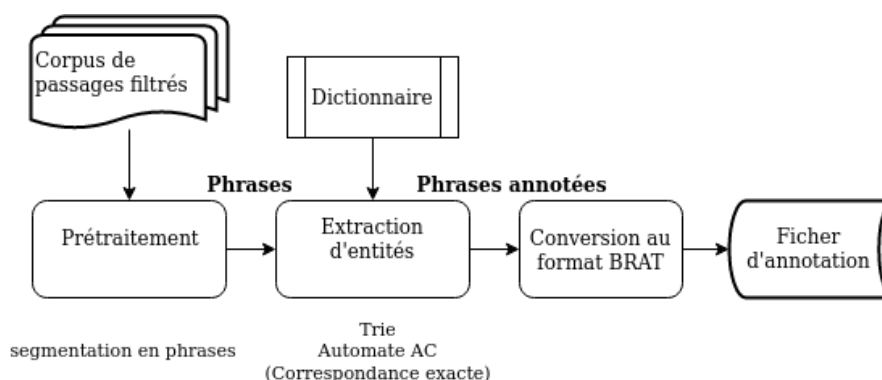 Corpus de
passages filtrés
Dictionnaire
Phrases
Phrases annotées
Prétraitement
Extraction
d'entités
Conversion au
format BRAT
Ficher
d'annotation
segmentation en phrases
Trie
Automate AC
(Correspondance exacte)